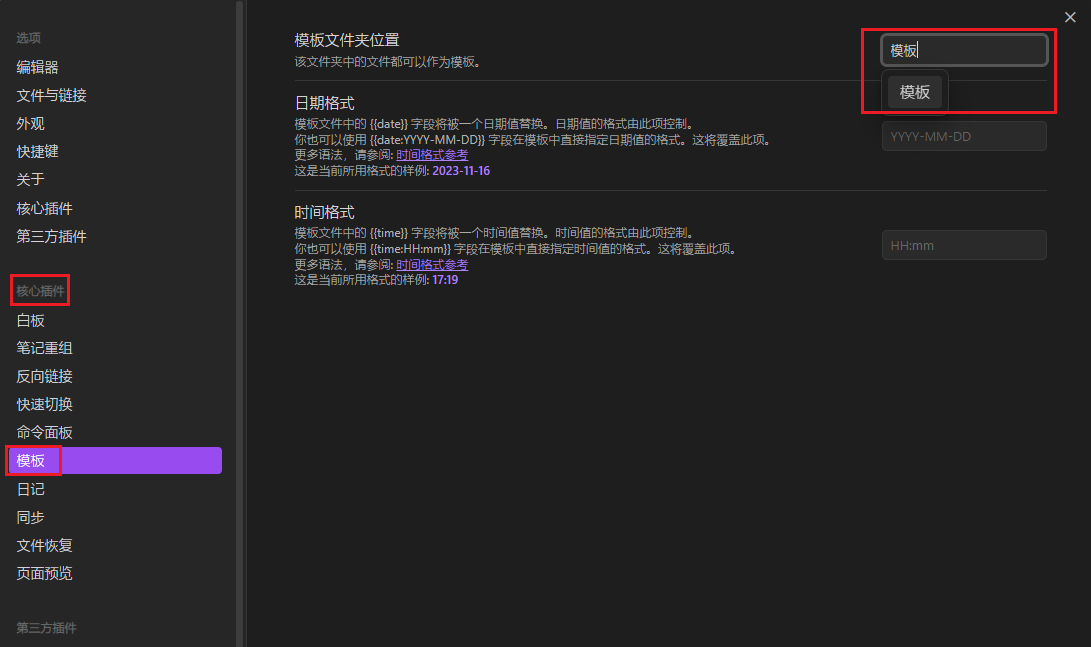 选项
编辑器
文件与链接
外观
快捷键
关于
核心插件
第三方插件
核心插件
白板
笔记重组
反向链接
快速切换
命令面板
模板
日记
同步
文件恢复
页面预览
第三方插件
模板文件夹位置
该文件夹中的文件都可以作为模板。
模板
模板
日期格式
模板文件中的 {{date}} 字段将被一个日期值替换。日期值的格式由此项控制。
你也可以使用 {{date:YYYY-MM-DD}} 字段在模板中直接指定日期值的格式。这将覆盖此项。
更多语法，请参阅: 时间格式参考
这是当前所用格式的样例: 2023-11-16
YYYY-MM-DD
时间格式
模板文件中的 {{time}} 字段将被一个时间值替换。时间值的格式由此项控制。
你也可以使用 {{time:HH:mm}} 字段在模板中直接指定时间值的格式。这将覆盖此项。
更多语法，请参阅: 时间格式参考
这是当前所用格式的样例: 17:19
HH:mm